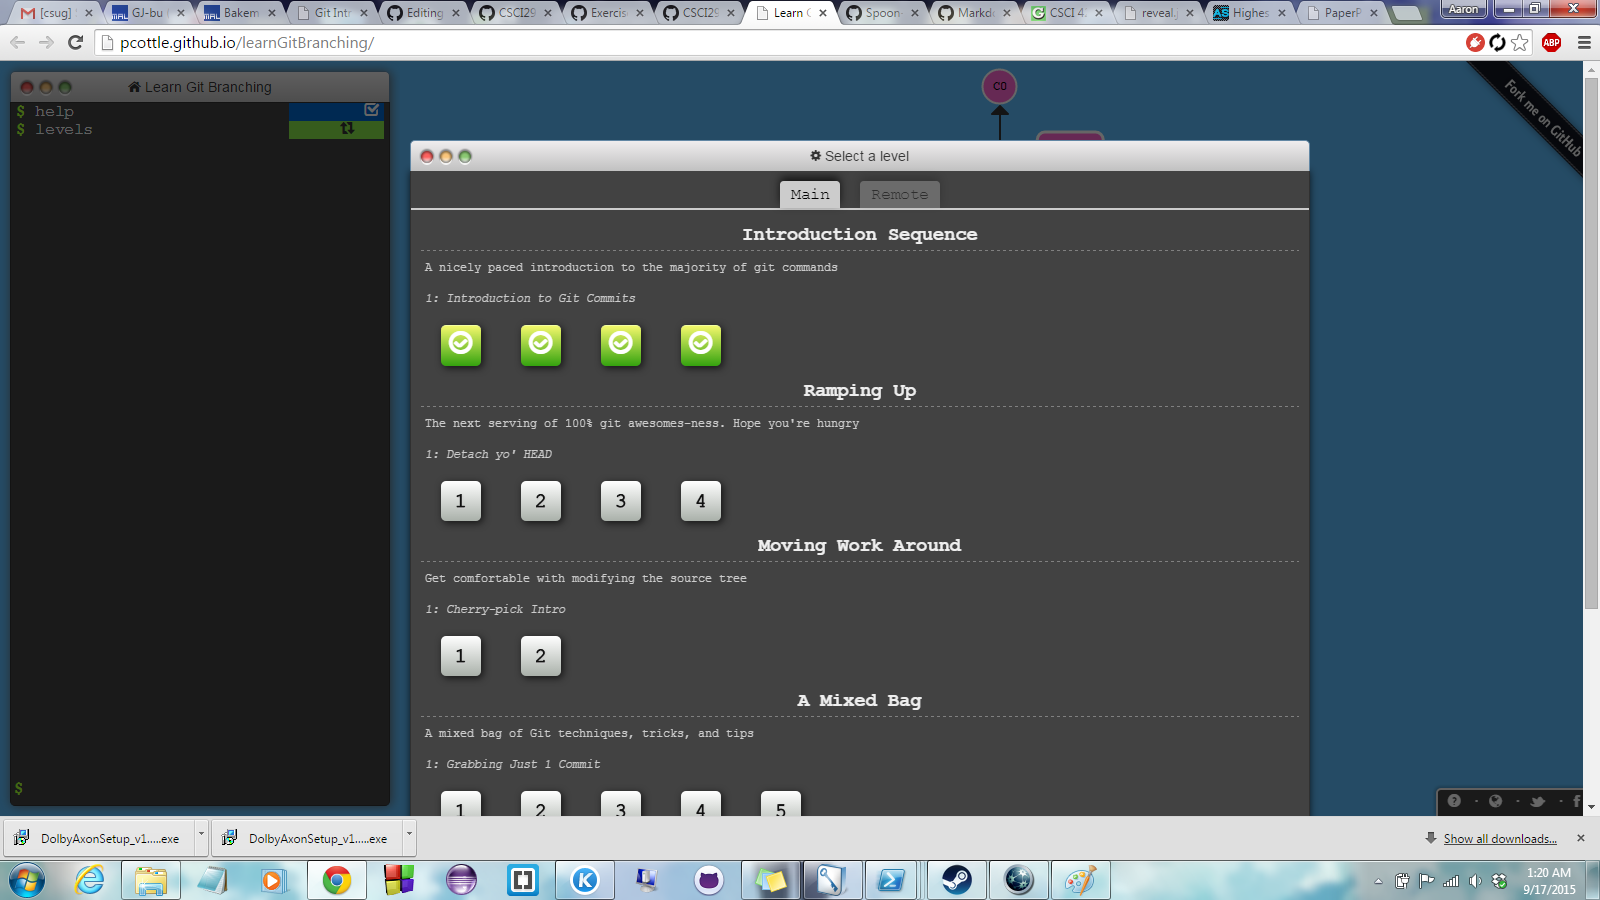 [csug]
GJ-bu
Bakem
Git Intr
Editing
CSCI29
Exercis
CSCI29
Learn G
Spoon-
Markd
CSCI 4
reveal.j
Highes
PaperP
Aaron
pcottle.github.io/learnGitBranching/
ABP
Learn Git Branching
$ help
$ levels
$
C0
Fork me on GitHub
Select a level
Main
Remote
Introduction Sequence
A nicely paced introduction to the majority of git commands
1: Introduction to Git Commits
Ramping Up
The next serving of 100% git awesomes-ness. Hope you're hungry
1: Detach yo' HEAD
1 2 3 4
Moving Work Around
Get comfortable with modifying the source tree
1: Cherry-pick Intro
1 2
A Mixed Bag
A mixed bag of Git techniques, tricks, and tips
1: Grabbing Just 1 Commit
1 2 3 4 5
DolbyAxonSetup_v1.....exe
DolbyAxonSetup_v1.....exe
Show all downloads...
1:20 AM
9/17/2015